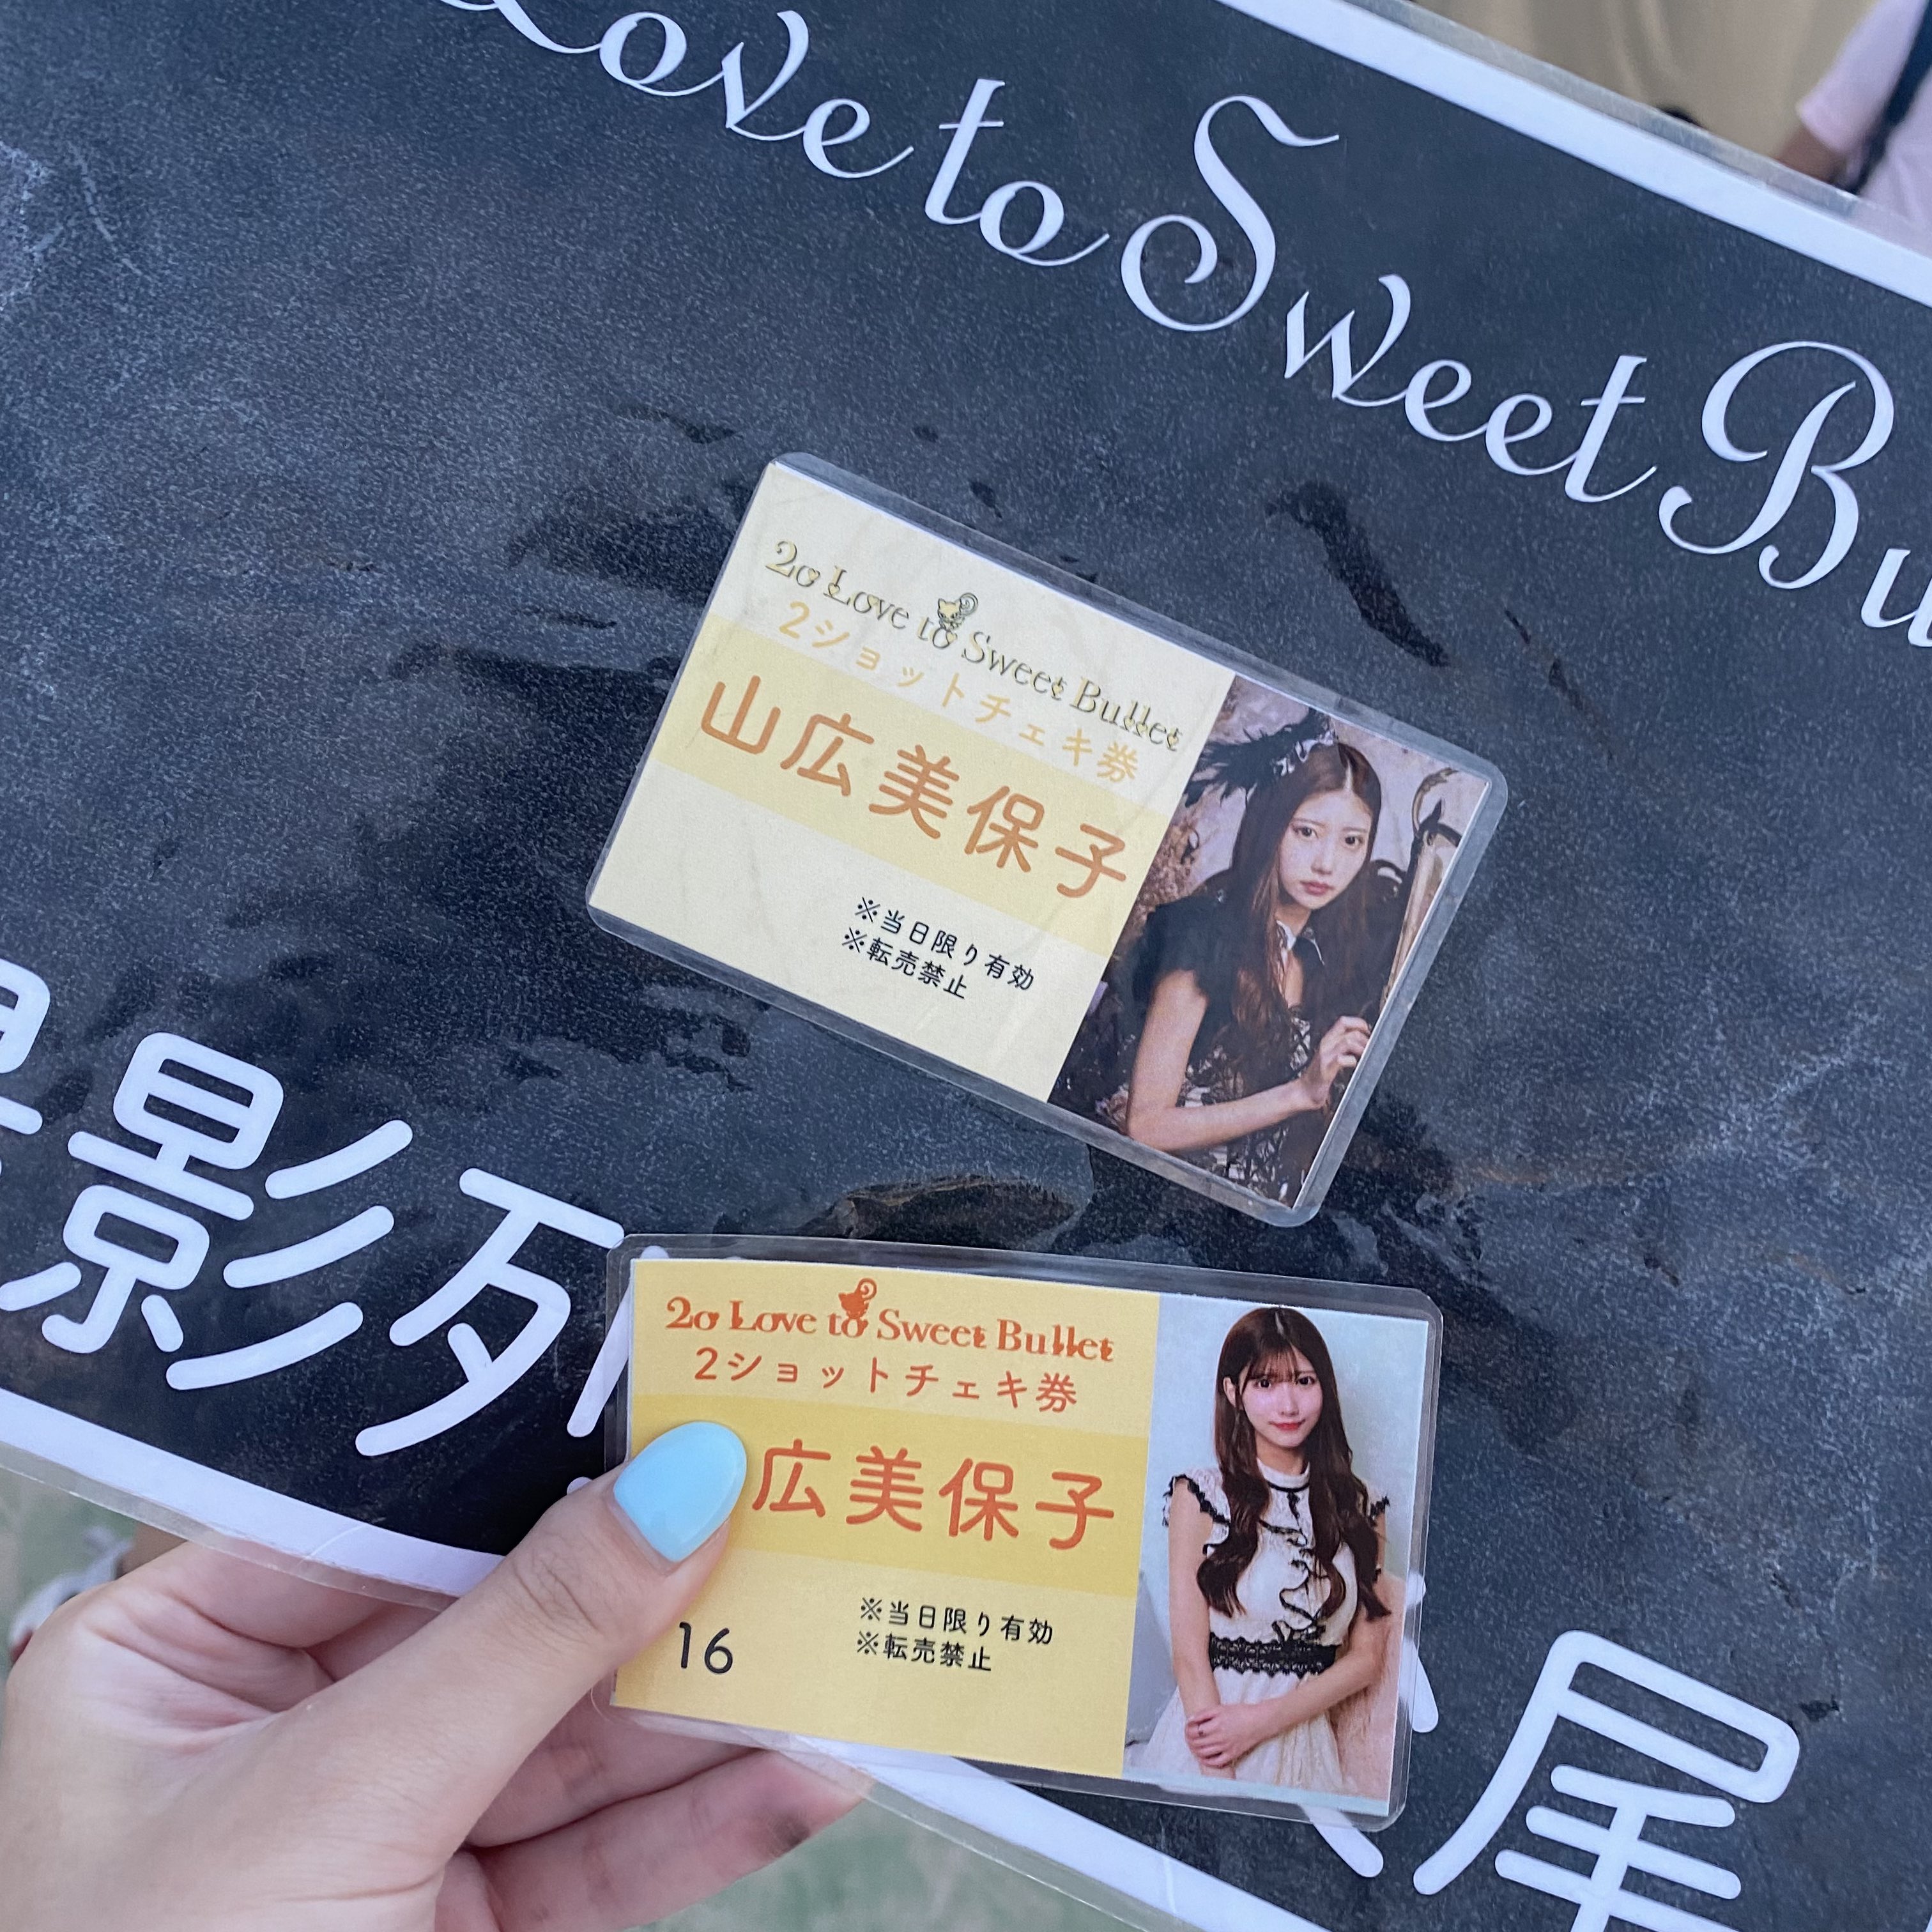 Love to Sweet Bu
2o Love to Sweet Bullet
2ショットチェキ券
山広美保子
※当日限り有効
※転売禁止
影列
2o Love to Sweet Bullet
2ショットチェキ券
広美保子
16
※当日限り有効
※転売禁止
尾